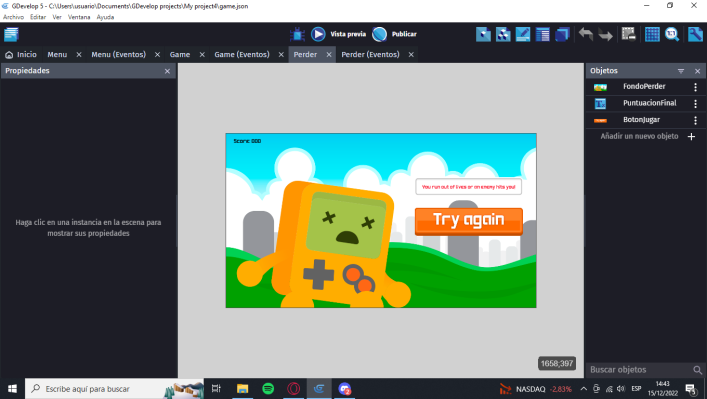 GDevelop 5 - C:\Users\usuario\Documents\GDevelop projects\My project4\game.json
Archivo Editar Ver Ventana Ayuda
Vista previa Publicar
Inicio Menu Menu (Eventos) Game Game (Eventos) Perder Perder (Eventos)
Propiedades
Objetos
FondoPerder
PuntuacionFinal
BotonJugar
Añadir un nuevo objeto
Haga clic en una instancia en la escena para
mostrar sus propiedades
Score: 000
You run out of lives or an enemy hits you!
Try again
1658;397
Buscar objetos
Escribe aquí para buscar
NASDAQ -2,83%
ESP
14:43
15/12/2022